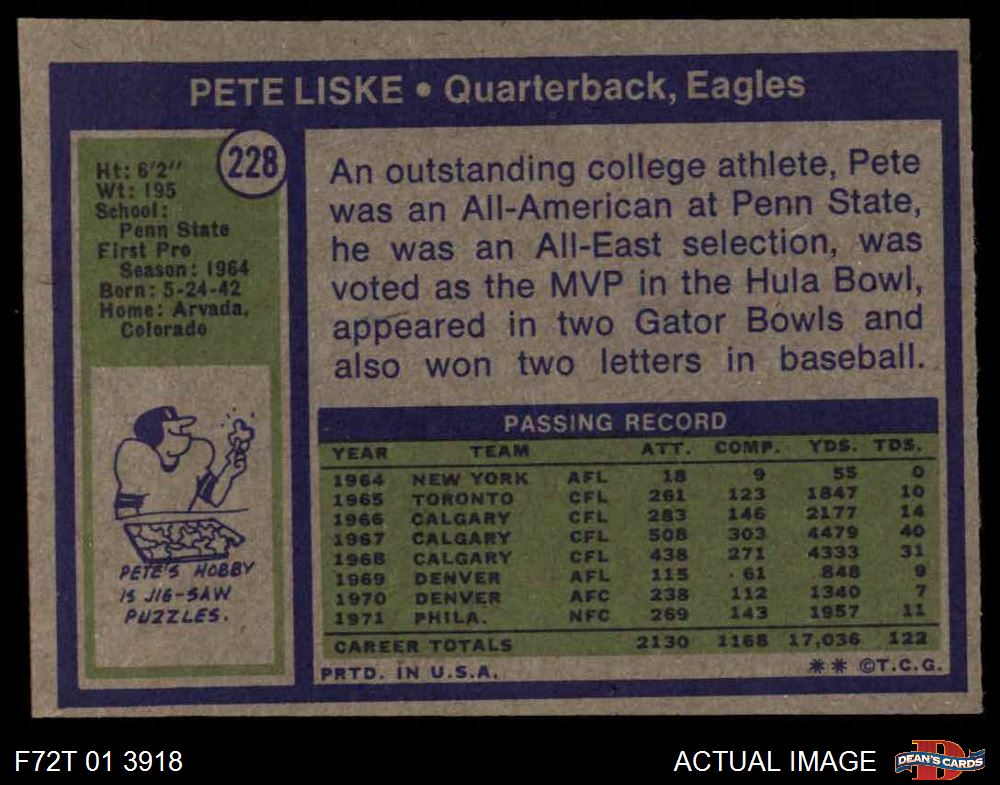 PETE LISKE • Quarterback, Eagles
228
Ht: 6'2"
Wt: 195
School:
Penn State
First Pro
Season: 1964
Born: 5-24-42
Home: Arvada,
Colorado
PETE'S HOBBY
IS JIG-SAW
PUZZLES.
An outstanding college athlete, Pete
was an All-American at Penn State,
he was an All-East selection, was
voted as the MVP in the Hula Bowl,
appeared in two Gator Bowls and
also won two letters in baseball.
PASSING RECORD
YEAR TEAM ATT. COMP. YDS. TDS.
1964 NEW YORK AFL 18 9 55 0
1965 TORONTO CFL 261 123 1847 10
1966 CALGARY CFL 283 146 2177 14
1967 CALGARY CFL 508 303 4479 40
1968 CALGARY CFL 438 271 4333 31
1969 DENVER AFL 115 61 848 9
1970 DENVER AFC 238 112 1340 7
1971 PHILA. NFC 269 143 1957 11
CAREER TOTALS 2130 1168 17,036 122
PRTD. IN U.S.A. ** ©T.C.G.
F72T 01 3918
ACTUAL IMAGE
D
DEAN'S CARDS